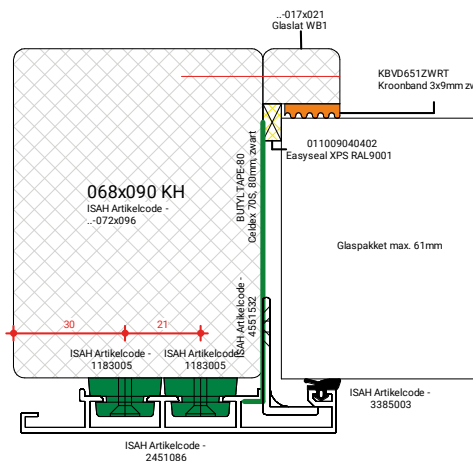 ..-017x021
Glaslat WB1
KBVD651ZWRT
Kroonband 3x9mm zw
011009040402
Easyseal XPS RAL9001
BUTYLTAPE-80
Celdex 70S, 80mm, zwart
068x090 KH
ISAH Artikelcode -
..-072x096
Glaspakket max. 61mm
ISAH Artikelcode -
4551532
30
21
ISAH Artikelcode -
1183005
ISAH Artikelcode -
1183005
ISAH Artikelcode -
3385003
ISAH Artikelcode -
2451086